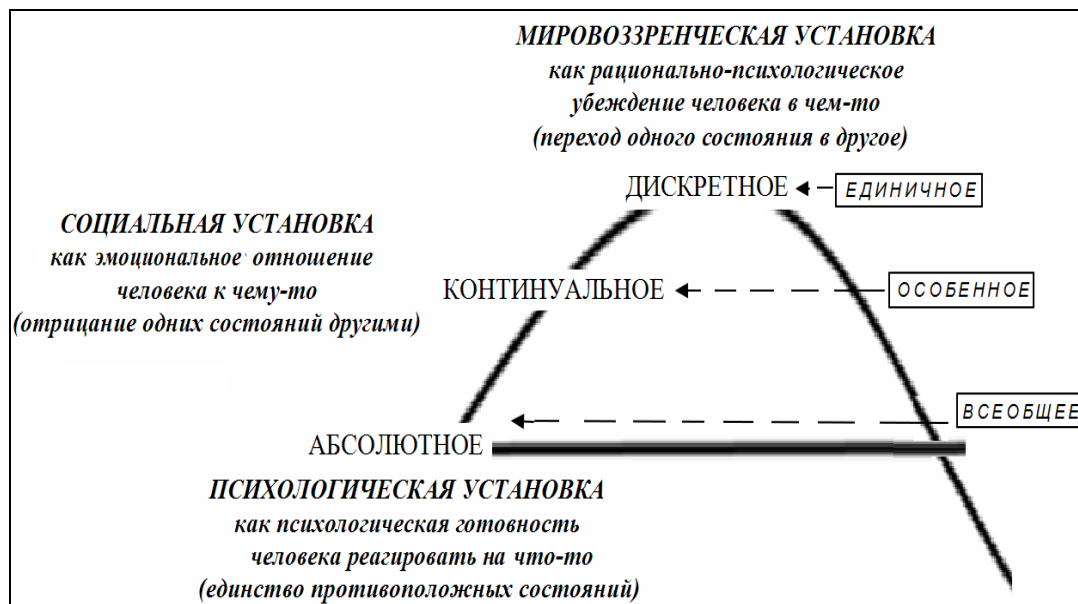 МИРОВОЗЗРЕНЧЕСКАЯ УСТАНОВКА
как рационально-психологическое
убеждение человека в чем-то
(переход одного состояния в другое)
ДИСКРЕТНОЕ
ЕДИНИЧНОЕ
СОЦИАЛЬНАЯ УСТАНОВКА
как эмоциональное отношение
человека к чему-то
(отрицание одних состояний другими)
КОНТИНУАЛЬНОЕ
ОСОБЕННОЕ
ВСЕОБЩЕЕ
АБСОЛЮТНОЕ
ПСИХОЛОГИЧЕСКАЯ УСТАНОВКА
как психологическая готовность
человека реагировать на что-то
(единство противоположных состояний)